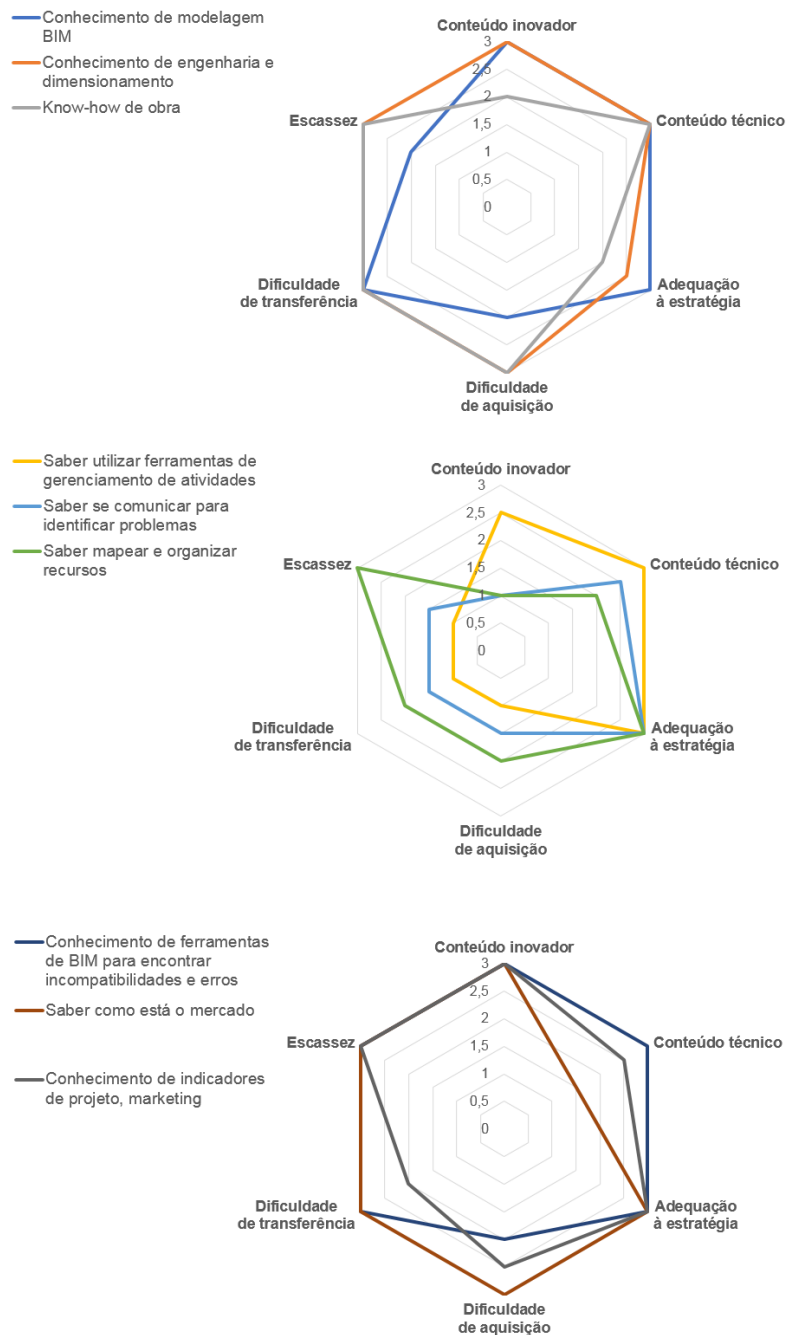 Conhecimento de modelagem
BIM
Conhecimento de engenharia e
dimensionamento
Know-how de obra
Conteúdo inovador
3
2,5
2
1,5
1
0,5
0
Escassez
Conteúdo técnico
Dificuldade
de transferência
Adequação
à estratégia
Dificuldade
de aquisição
Saber utilizar ferramentas de
gerenciamento de atividades
Saber se comunicar para
identificar problemas
Saber mapear e organizar
recursos
Conteúdo inovador
3
2,5
2
1,5
1
0,5
0
Escassez
Conteúdo técnico
Dificuldade
de transferência
Adequação
à estratégia
Dificuldade
de aquisição
Conhecimento de ferramentas
de BIM para encontrar
incompatibilidades e erros
Saber como está o mercado
Conhecimento de indicadores
de projeto, marketing
Conteúdo inovador
3
2,5
2
1,5
1
0,5
0
Escassez
Conteúdo técnico
Dificuldade
de transferência
Adequação
à estratégia
Dificuldade
de aquisição